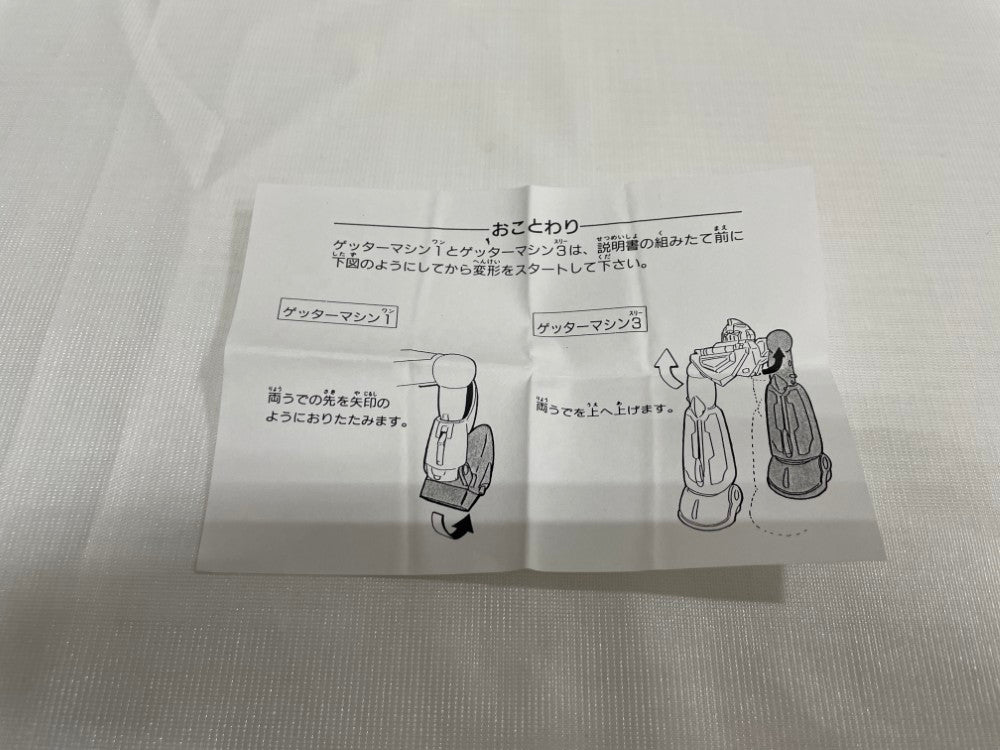 おことわり
ゲッターマシン1とゲッターマシン3は、説明書の組みたて前に
下図のようにしてから変形をスタートして下さい。
ゲッターマシン1
両うでの先を矢印の
ようにおりたたみます。
ゲッターマシン3
両うでを上へ上げます。